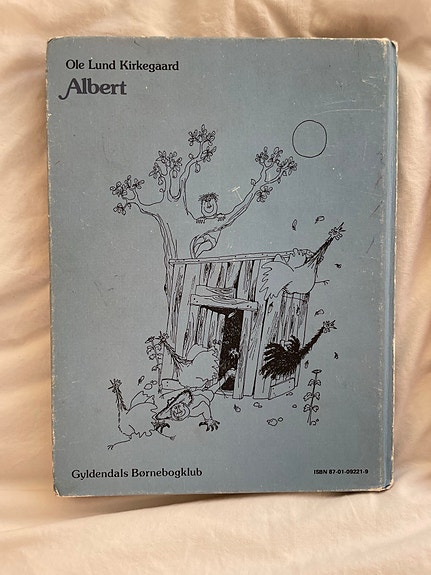 Ole Lund Kirkegaard
Albert
Gyldendals Børnebogklub
ISBN 87-01-09221-9